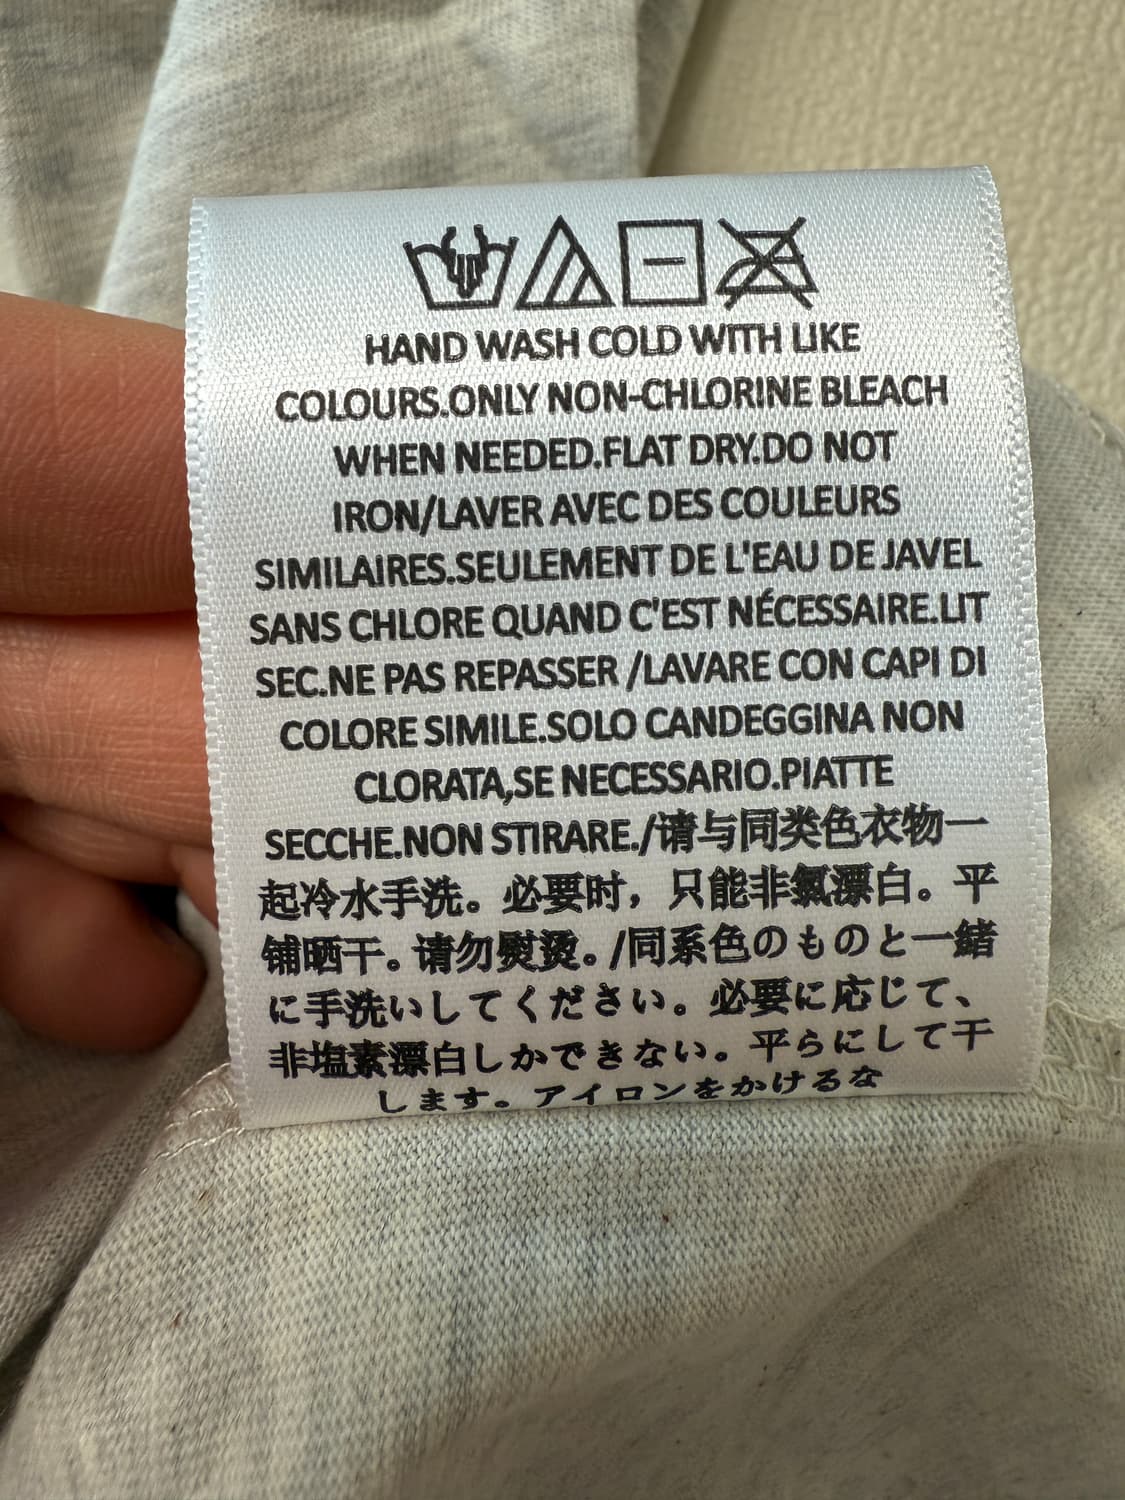 HAND WASH COLD WITH LIKE
COLOURS.ONLY NON-CHLORINE BLEACH
WHEN NEEDED.FLAT DRY.DO NOT
IRON/LAVER AVEC DES COULEURS
SIMILAIRES.SEULEMENT DE L'EAU DE JAVEL
SANS CHLORE QUAND C'EST NÉCESSAIRE.LIT
SEC.NE PAS REPASSER /LAVARE CON CAPI DI
COLORE SIMILE.SOLO CANDEGGINA NON
CLORATA,SE NECESSARIO.PIATTE
SECCHE.NON STIRARE./请与同类色衣物一
起冷水手洗。必要时，只能非氯漂白。平
铺晒干。请勿熨烫。/同系色のものと一緒
に手洗いしてください。必要に応じて、
非塩素漂白しかできない。平らにして干
します。アイロンをかけるな